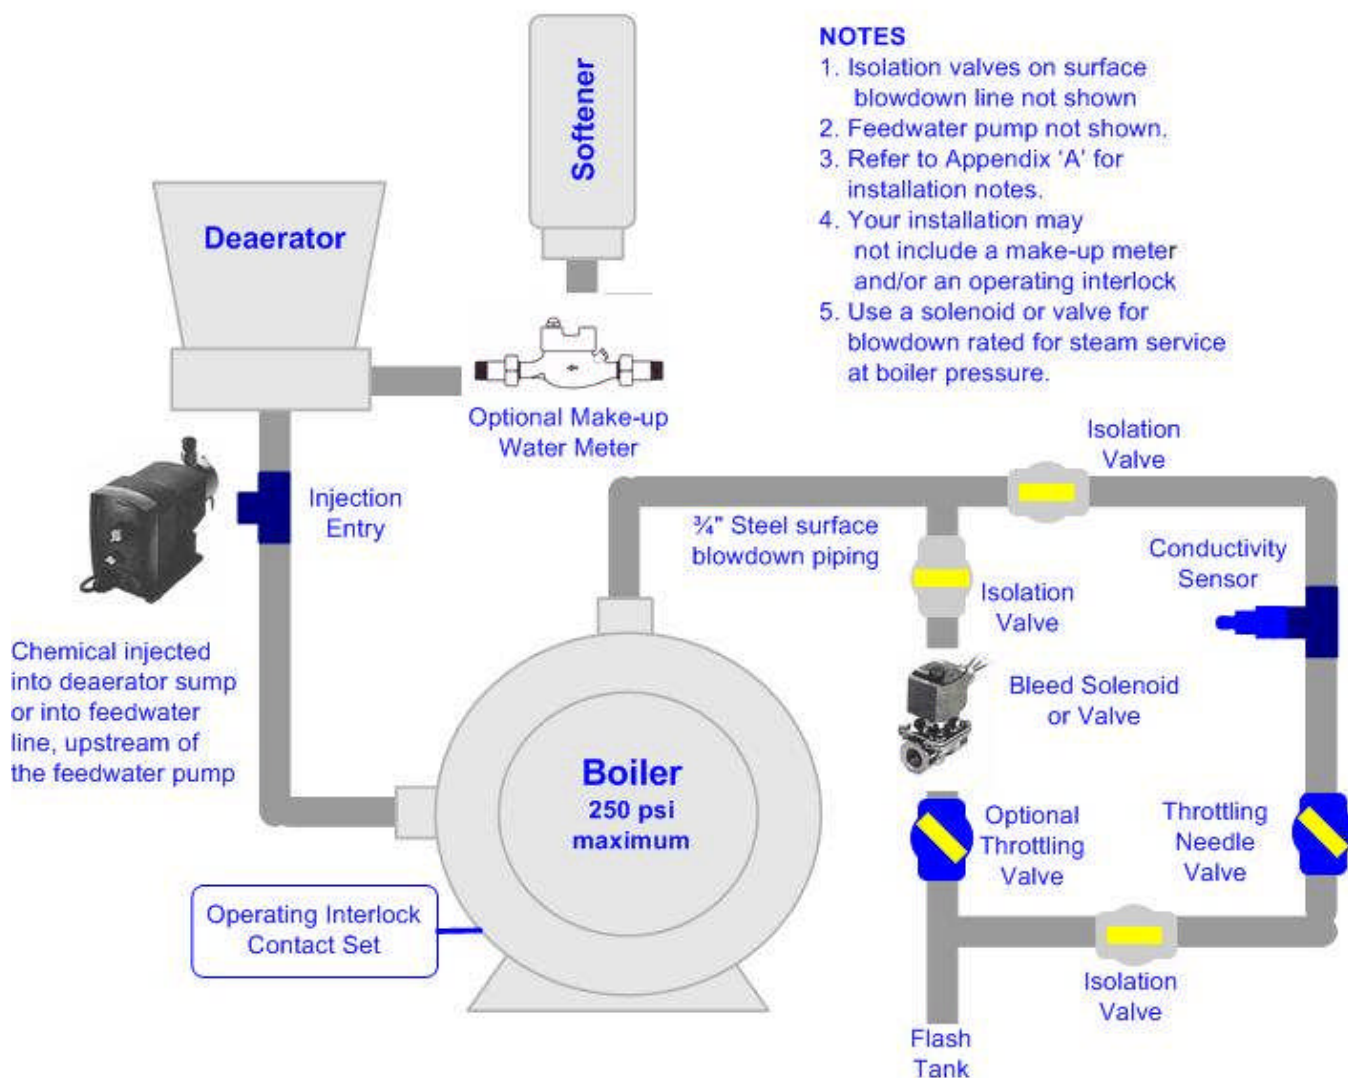 NOTES
1. Isolation valves on surface
blowdown line not shown
2. Feedwater pump not shown.
3. Refer to Appendix 'A' for
installation notes.
4. Your installation may
not include a make-up meter
and/or an operating interlock
5. Use a solenoid or valve for
blowdown rated for steam service
at boiler pressure.
Softener
Deaerator
Optional Make-up
Water Meter
Injection
Entry
Chemical injected
into deaerator sump
or into feedwater
line, upstream of
the feedwater pump
¾" Steel surface
blowdown piping
Isolation
Valve
Isolation
Valve
Conductivity
Sensor
Bleed Solenoid
or Valve
Boiler
250 psi
maximum
Optional
Throttling
Valve
Throttling
Needle
Valve
Operating Interlock
Contact Set
Isolation
Valve
Flash
Tank